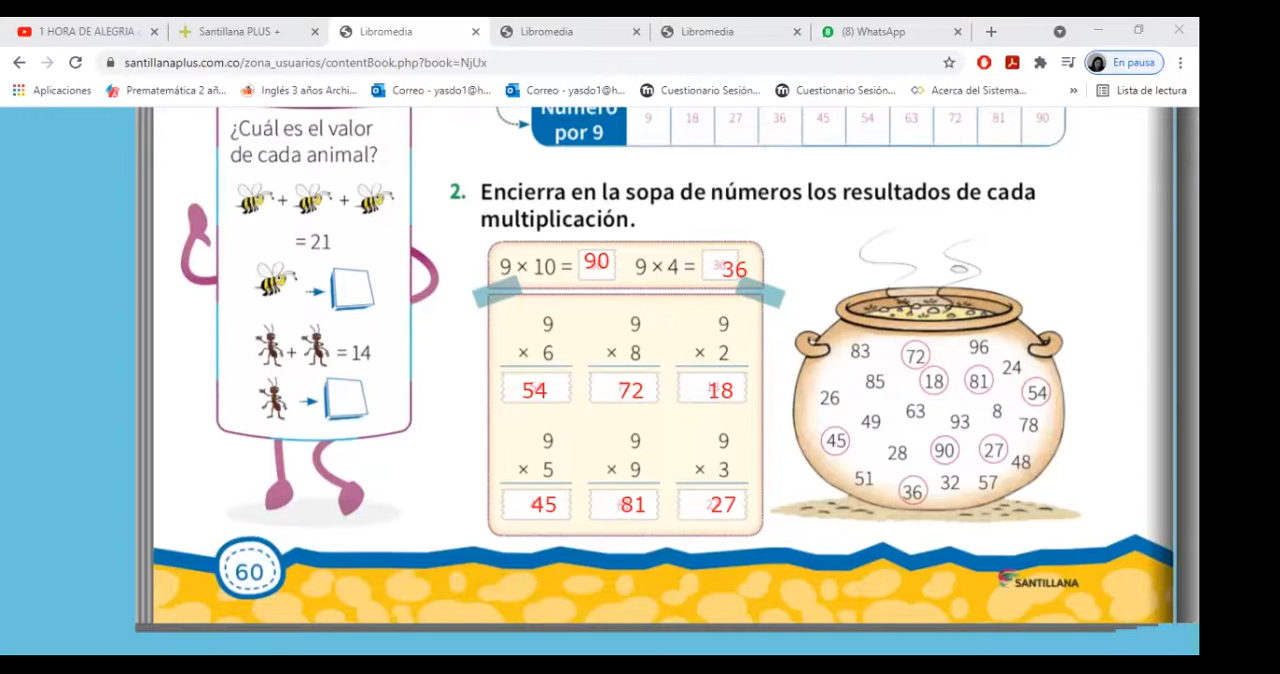 1 HORA DE ALEGRIA
Santillana PLUS +
Libromedia
Libromedia
Libromedia
(8) WhatsApp
santillanaplus.com.co/zona_usuarios/contentBook.php?book=NjUx
En pausa
Aplicaciones
Prematemática 2 añ...
Inglés 3 años Archi...
Correo - yasdo1@h...
Correo - yasdo1@h...
Cuestionario Sesión...
Cuestionario Sesión...
Acerca del Sistema...
»
Lista de lectura
¿Cuál es el valor
de cada animal?
+ +
= 21
+ = 14
Número
por 9
9 18 27 36 45 54 63 72 81 90
2. Encierra en la sopa de números los resultados de cada
multiplicación.
9 × 10 = 90 9 × 4 = 36
9 9 9
× 6 × 8 × 2
54 72 18
9 9 9
× 5 × 9 × 3
45 81 27
83 72 96
24
85 18 81
26 54
49 63 93 8 78
45 28 90 27 48
51 36 32 57
60
SANTILLANA